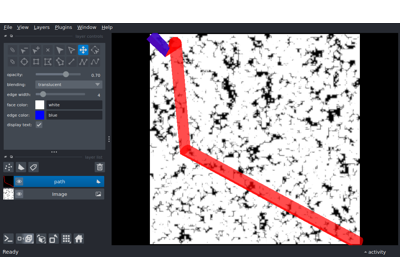 File View Layers Plugins Window Help
opacity: 0.70
blending: translucent
edge width:
face color: white
edge color: blue
display text:
path
Image
activity